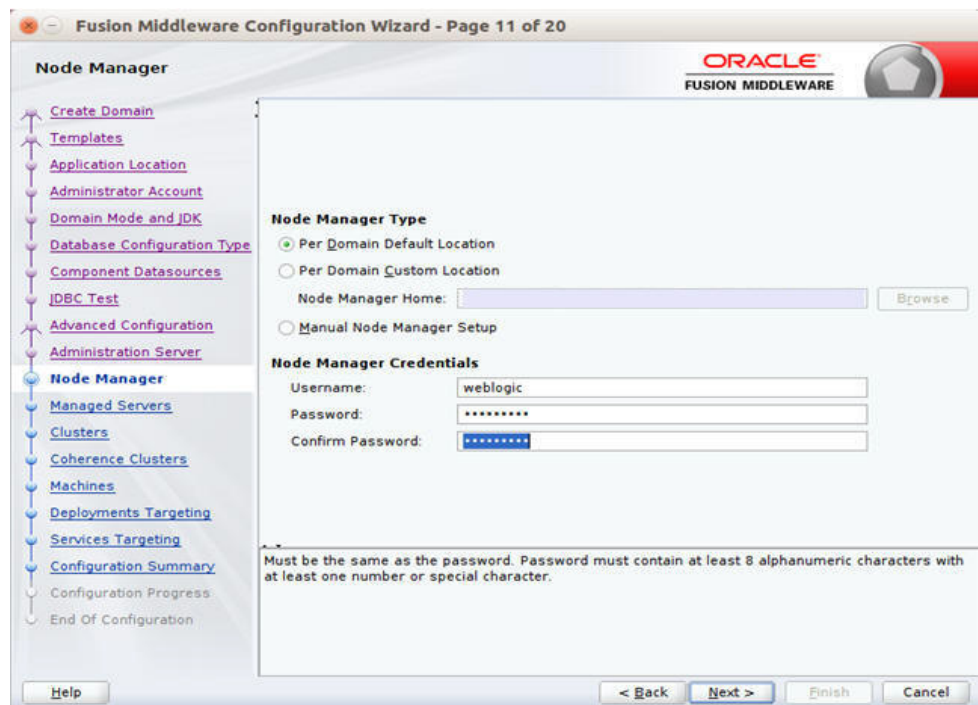 Fusion Middleware Configuration Wizard - Page 11 of 20
Node Manager
ORACLE
FUSION MIDDLEWARE
Create Domain
Templates
Application Location
Administrator Account
Domain Mode and JDK
Database Configuration Type
Component Datasources
JDBC Test
Advanced Configuration
Administration Server
Node Manager
Managed Servers
Clusters
Coherence Clusters
Machines
Deployments Targeting
Services Targeting
Configuration Summary
Configuration Progress
End Of Configuration
Node Manager Type
Per Domain Default Location
Per Domain Custom Location
Node Manager Home: Browse
Manual Node Manager Setup
Node Manager Credentials
Username: weblogic
Password: •••••••••
Confirm Password: •••••••••
Must be the same as the password. Password must contain at least 8 alphanumeric characters with
at least one number or special character.
Help < Back Next > Finish Cancel